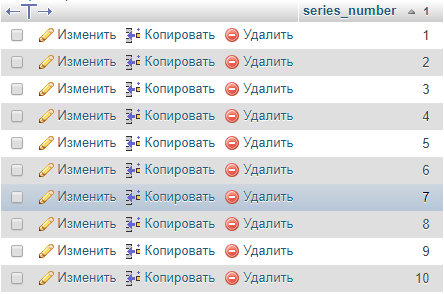 series_number 1
Изменить Копировать Удалить 1
Изменить Копировать Удалить 2
Изменить Копировать Удалить 3
Изменить Копировать Удалить 4
Изменить Копировать Удалить 5
Изменить Копировать Удалить 6
Изменить Копировать Удалить 7
Изменить Копировать Удалить 8
Изменить Копировать Удалить 9
Изменить Копировать Удалить 10